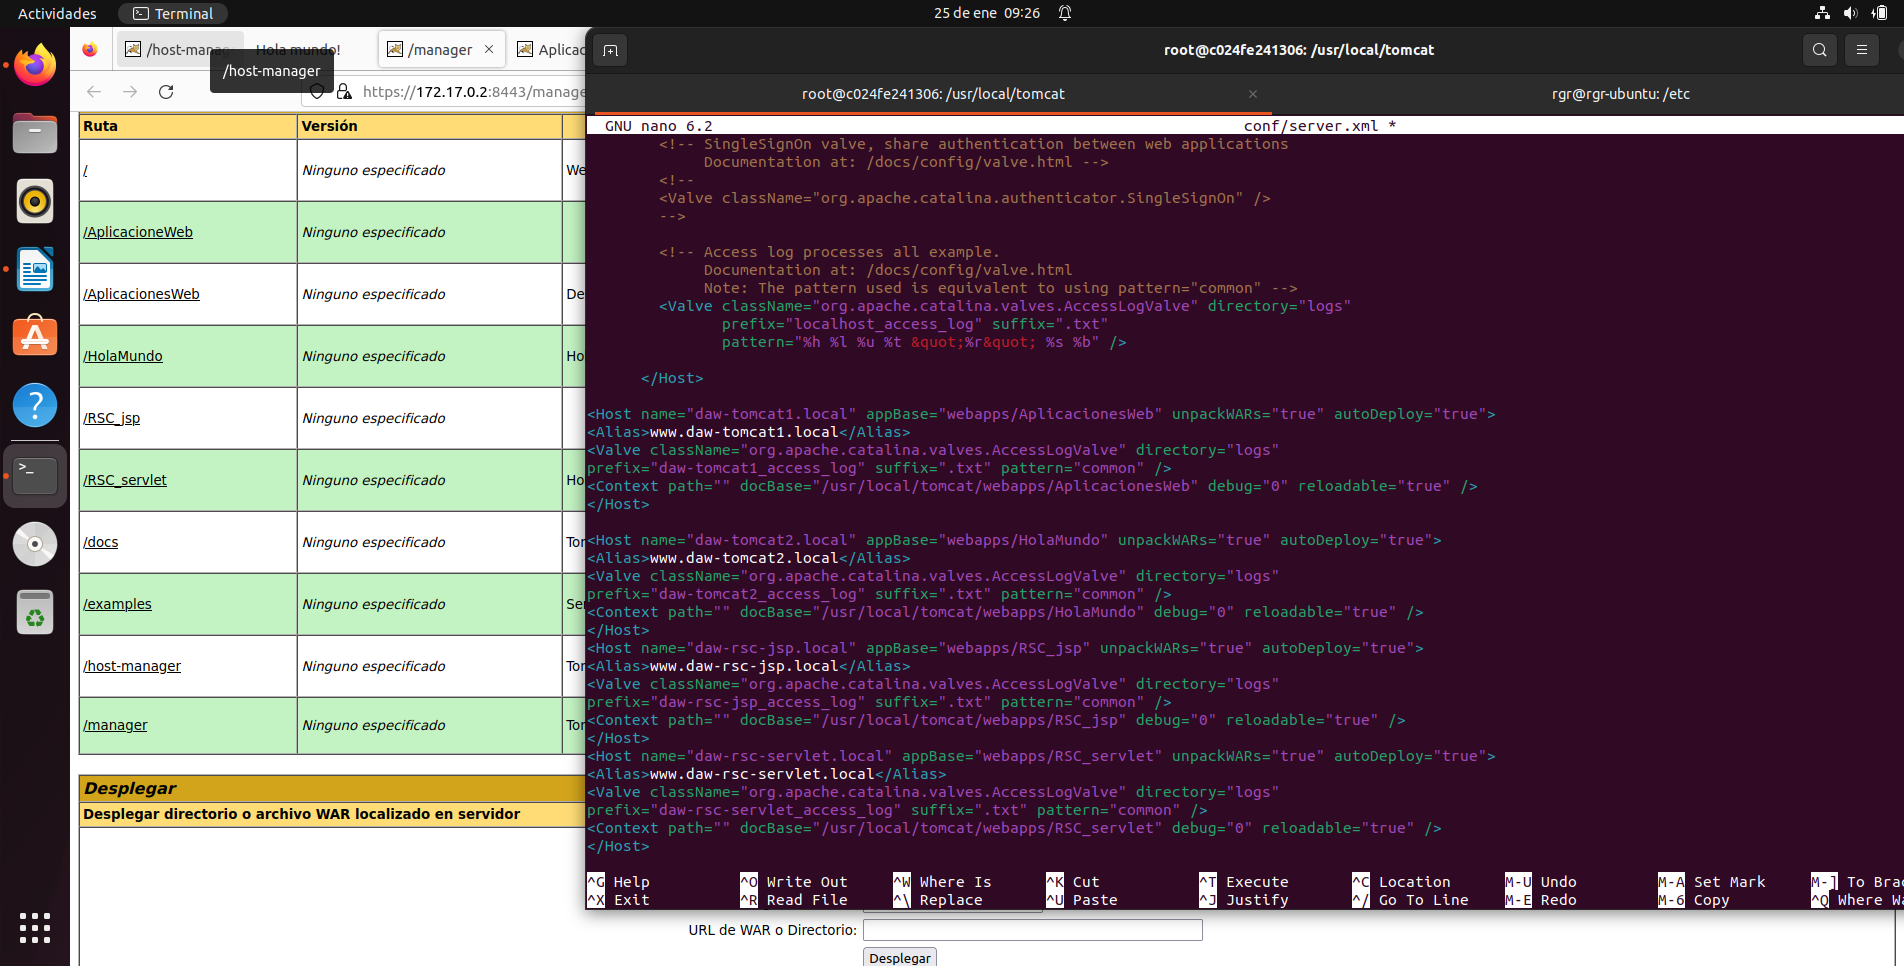 Actividades
Terminal
25 de ene 09:26
/host-mana
Hola mundo!
/manager
Aplicac
/host-manager
https://172.17.0.2:8443/manage
root@c024fe241306: /usr/local/tomcat
root@c024fe241306: /usr/local/tomcat
rgr@rgr-ubuntu: /etc
Ruta
Versión
/
Ninguno especificado
We
/AplicacioneWeb
Ninguno especificado
/AplicacionesWeb
Ninguno especificado
De
/HolaMundo
Ninguno especificado
Ho
/RSC_jsp
Ninguno especificado
/RSC_servlet
Ninguno especificado
Ho
/docs
Ninguno especificado
Tor
/examples
Ninguno especificado
Ser
/host-manager
Ninguno especificado
Tor
/manager
Ninguno especificado
Tor
Desplegar
Desplegar directorio o archivo WAR localizado en servidor
URL de WAR o Directorio:
Desplegar
GNU nano 6.2
conf/server.xml *
<!-- SingleSignOn valve, share authentication between web applications
Documentation at: /docs/config/valve.html -->
<!--
<Valve className="org.apache.catalina.authenticator.SingleSignOn" />
-->
<!-- Access log processes all example.
Documentation at: /docs/config/valve.html
Note: The pattern used is equivalent to using pattern="common" -->
<Valve className="org.apache.catalina.valves.AccessLogValve" directory="logs"
prefix="localhost_access_log" suffix=".txt"
pattern="%h %l %u %t &quot;%r&quot; %s %b" />
</Host>
<Host name="daw-tomcat1.local" appBase="webapps/AplicacionesWeb" unpackWARs="true" autoDeploy="true">
<Alias>www.daw-tomcat1.local</Alias>
<Valve className="org.apache.catalina.valves.AccessLogValve" directory="logs"
prefix="daw-tomcat1_access_log" suffix=".txt" pattern="common" />
<Context path="" docBase="/usr/local/tomcat/webapps/AplicacionesWeb" debug="0" reloadable="true" />
</Host>
<Host name="daw-tomcat2.local" appBase="webapps/HolaMundo" unpackWARs="true" autoDeploy="true">
<Alias>www.daw-tomcat2.local</Alias>
<Valve className="org.apache.catalina.valves.AccessLogValve" directory="logs"
prefix="daw-tomcat2_access_log" suffix=".txt" pattern="common" />
<Context path="" docBase="/usr/local/tomcat/webapps/HolaMundo" debug="0" reloadable="true" />
</Host>
<Host name="daw-rsc-jsp.local" appBase="webapps/RSC_jsp" unpackWARs="true" autoDeploy="true">
<Alias>www.daw-rsc-jsp.local</Alias>
<Valve className="org.apache.catalina.valves.AccessLogValve" directory="logs"
prefix="daw-rsc-jsp_access_log" suffix=".txt" pattern="common" />
<Context path="" docBase="/usr/local/tomcat/webapps/RSC_jsp" debug="0" reloadable="true" />
</Host>
<Host name="daw-rsc-servlet.local" appBase="webapps/RSC_servlet" unpackWARs="true" autoDeploy="true">
<Alias>www.daw-rsc-servlet.local</Alias>
<Valve className="org.apache.catalina.valves.AccessLogValve" directory="logs"
prefix="daw-rsc-servlet_access_log" suffix=".txt" pattern="common" />
<Context path="" docBase="/usr/local/tomcat/webapps/RSC_servlet" debug="0" reloadable="true" />
</Host>
^G Help ^O Write Out ^W Where Is ^K Cut ^T Execute ^C Location M-U Undo M-A Set Mark M-] To Brac
^X Exit ^R Read File ^\ Replace ^U Paste ^J Justify ^/ Go To Line M-E Redo M-6 Copy ^Q Where Wa